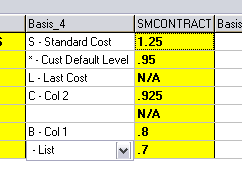 Basis_4 SMCONTRACT Basis
S S - Standard Cost 1.25
* - Cust Default Level .95
L - Last Cost N/A
C - Col 2 .925
N/A
B - Col 1 .8
- List .7